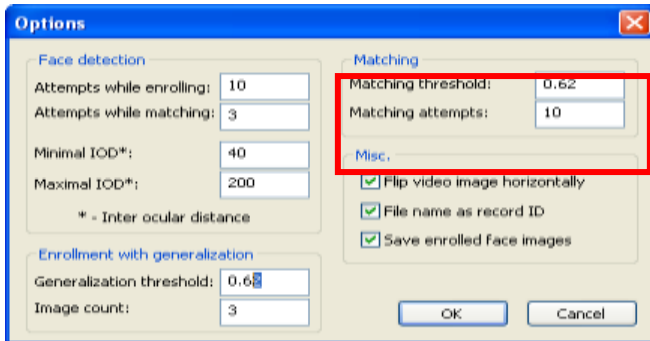 Options
Face detection
Attempts while enrolling: 10
Attempts while matching: 3
Minimal IOD*: 40
Maximal IOD*: 200
* - Inter ocular distance
Enrollment with generalization
Generalization threshold: 0.62
Image count: 3
Matching
Matching threshold: 0.62
Matching attempts: 10
Misc.
Flip video image horizontally
File name as record ID
Save enrolled face images
OK
Cancel